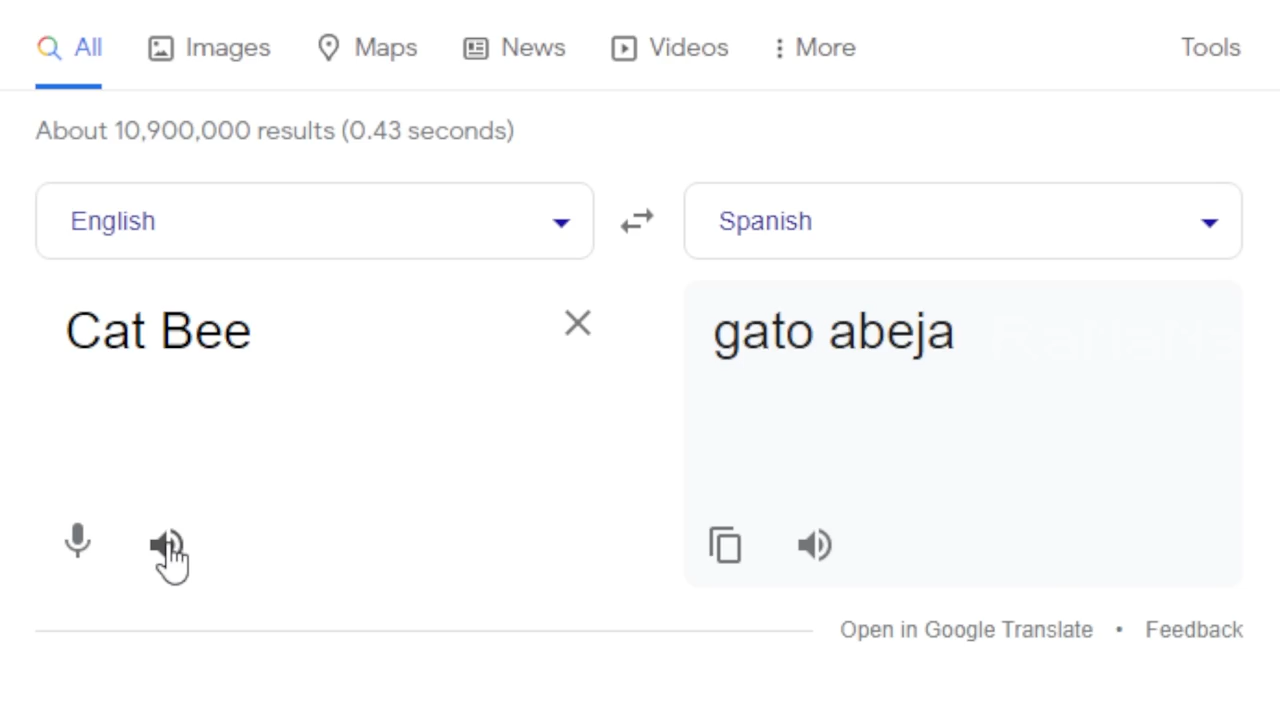 All Images Maps News Videos More Tools
About 10,900,000 results (0.43 seconds)
English Spanish
Cat Bee gato abeja
Open in Google Translate • Feedback